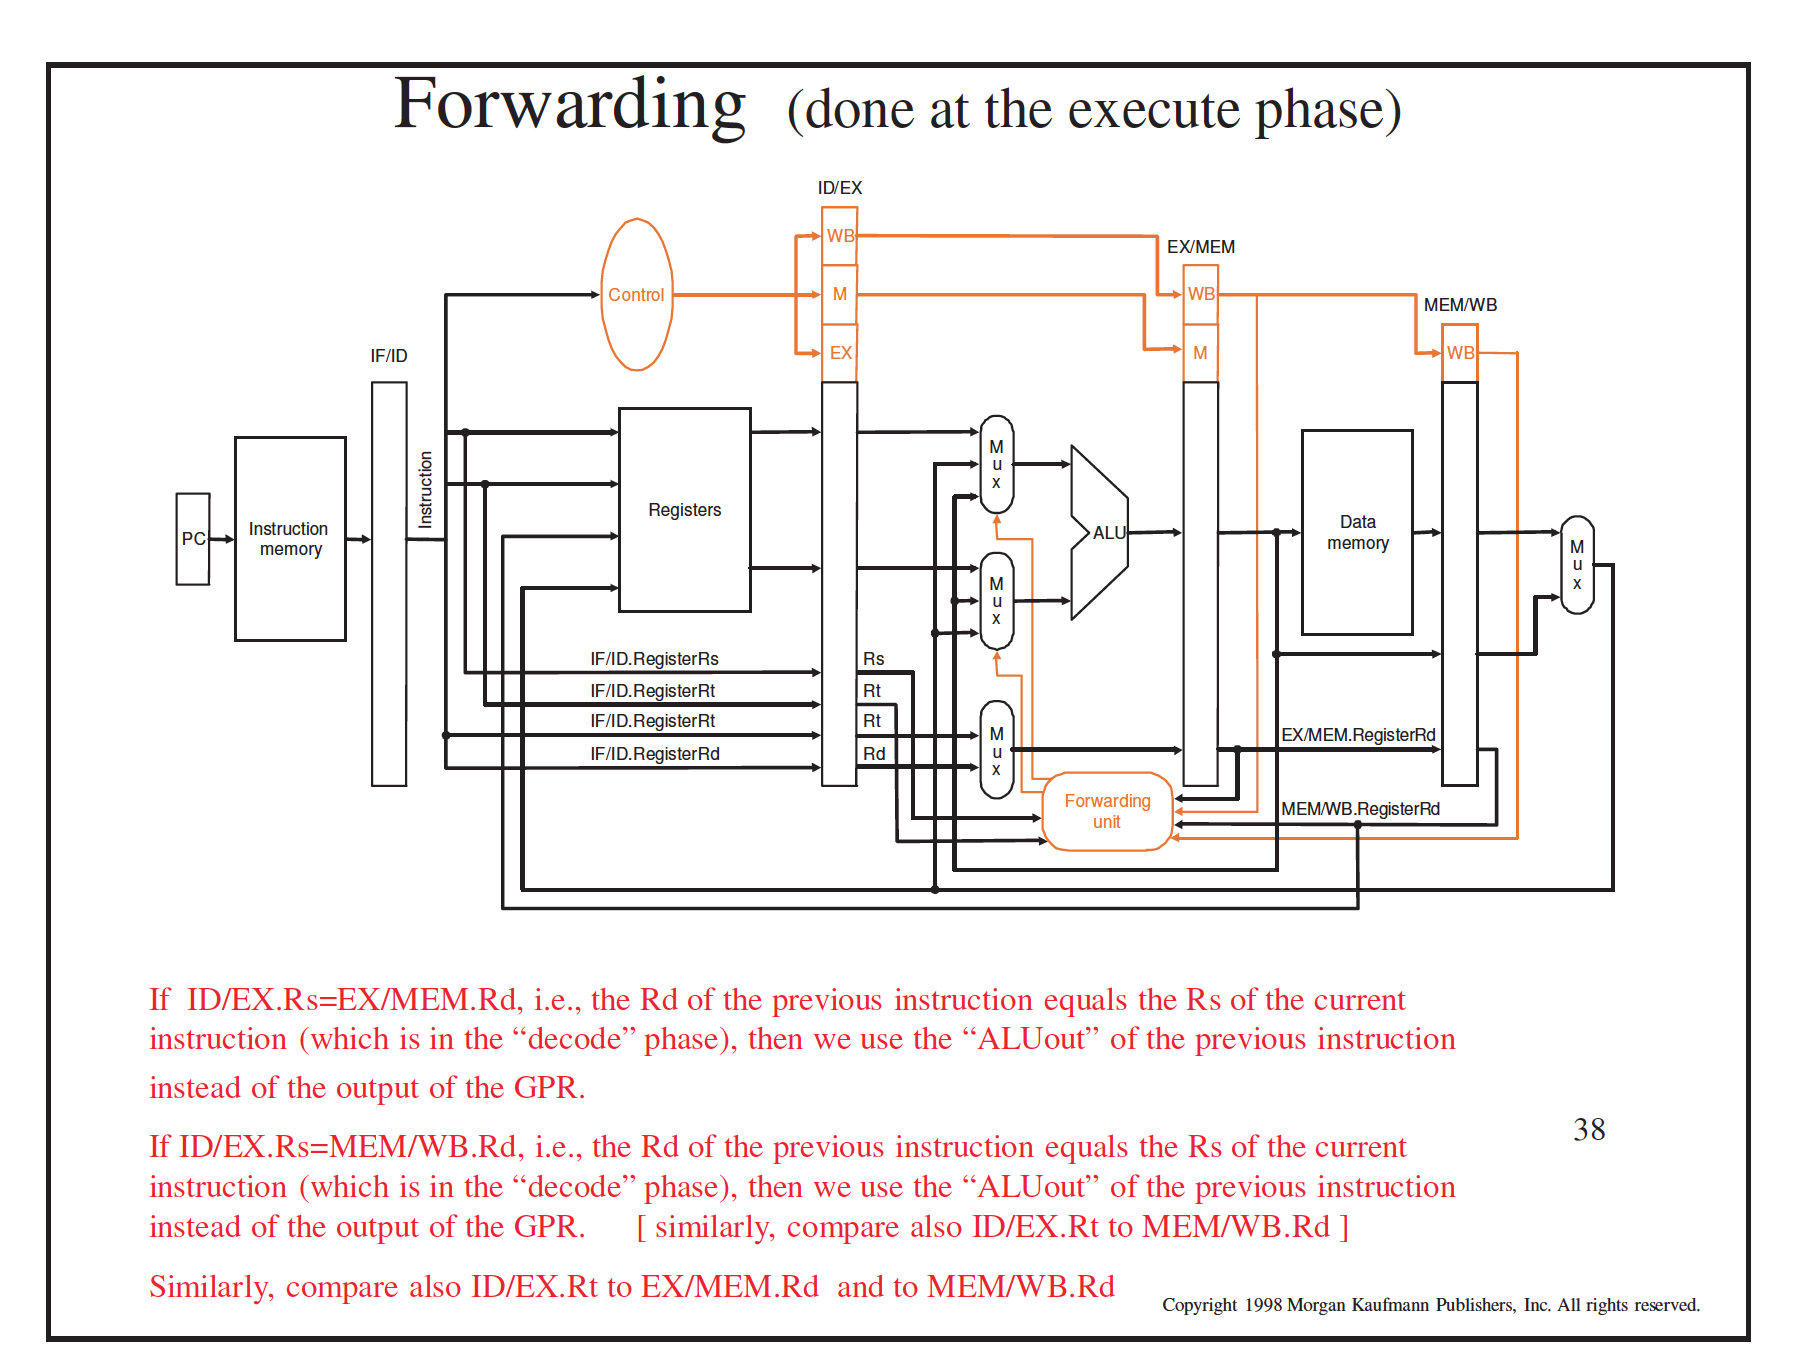 Forwarding (done at the execute phase)
ID/EX
WB
EX/MEM
Control
M
WB
MEM/WB
IF/ID
EX
M
WB
Instruction
PC
Instruction
memory
Registers
M
u
x
M
u
x
ALU
Data
memory
M
u
x
IF/ID.RegisterRs
Rs
IF/ID.RegisterRt
Rt
IF/ID.RegisterRt
Rt
IF/ID.RegisterRd
Rd
M
u
x
EX/MEM.RegisterRd
Forwarding
unit
MEM/WB.RegisterRd
If ID/EX.Rs=EX/MEM.Rd, i.e., the Rd of the previous instruction equals the Rs of the current
instruction (which is in the “decode” phase), then we use the “ALUout” of the previous instruction
instead of the output of the GPR.
38
If ID/EX.Rs=MEM/WB.Rd, i.e., the Rd of the previous instruction equals the Rs of the current
instruction (which is in the “decode” phase), then we use the “ALUout” of the previous instruction
instead of the output of the GPR. [ similarly, compare also ID/EX.Rt to MEM/WB.Rd ]
Similarly, compare also ID/EX.Rt to EX/MEM.Rd and to MEM/WB.Rd
Copyright 1998 Morgan Kaufmann Publishers, Inc. All rights reserved.